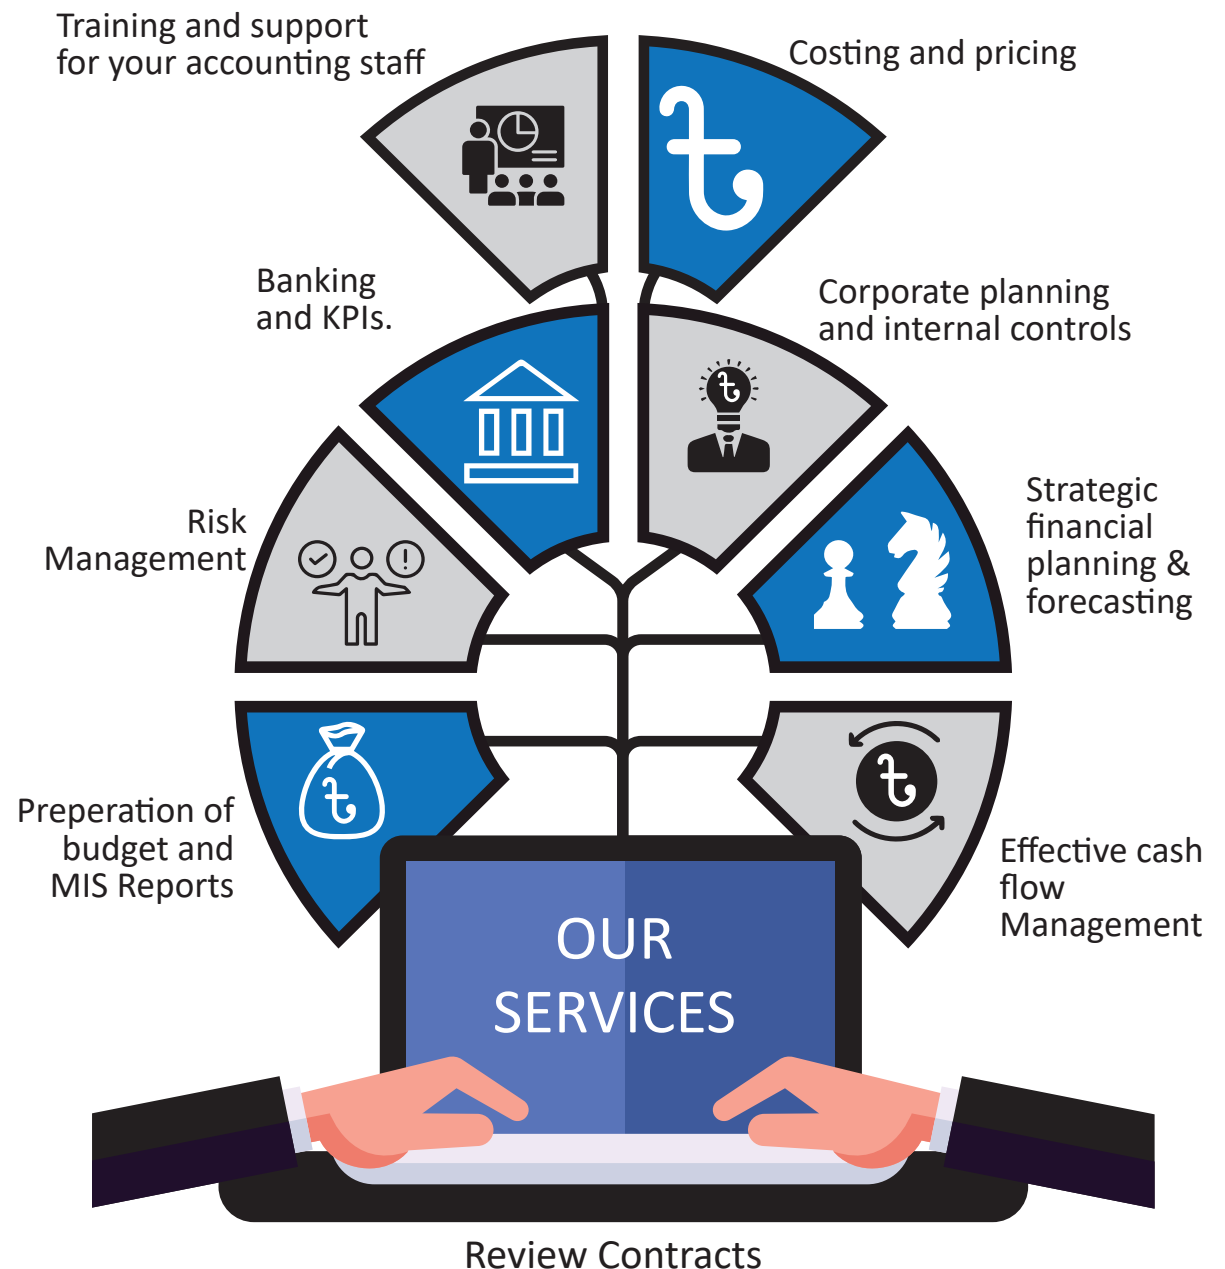 Training and support
for your accounting staff
Costing and pricing
৳
Banking
and KPIs.
Corporate planning
and internal controls
৳
Risk
Management
Strategic
financial
planning &
forecasting
!
Preperation of
budget and
MIS Reports
৳
৳
Effective cash
flow
Management
OUR
SERVICES
Review Contracts